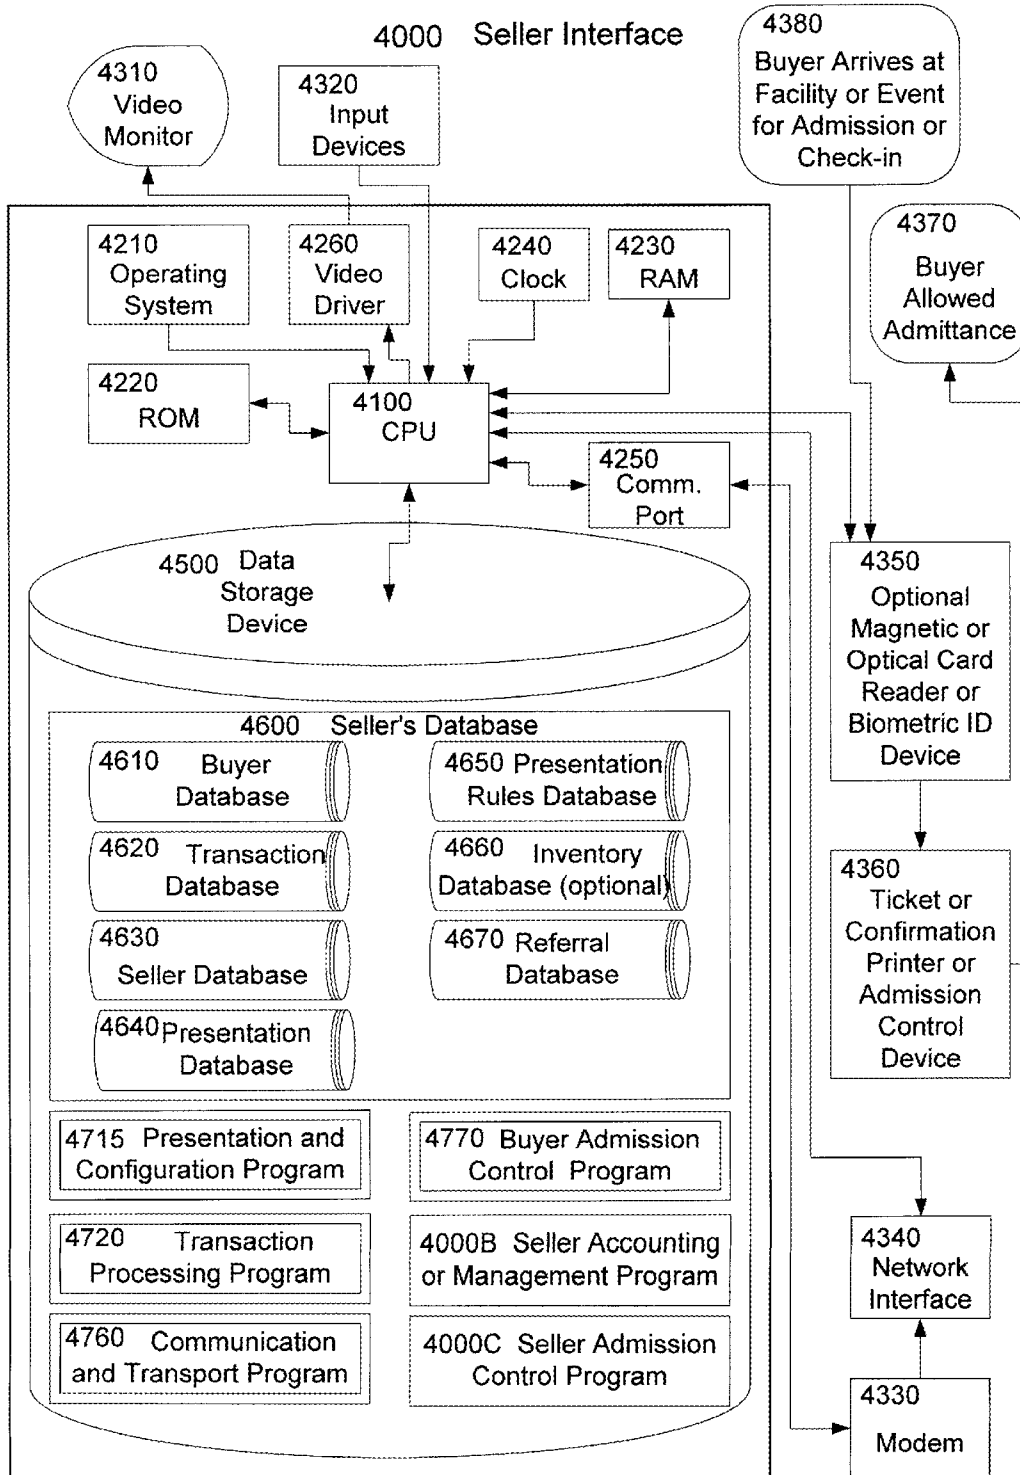 4000 Seller Interface
4310
Video
Monitor
4320
Input
Devices
4380
Buyer Arrives at
Facility or Event
for Admission or
Check-in
4210
Operating
System
4260
Video
Driver
4240
Clock
4230
RAM
4370
Buyer
Allowed
Admittance
4220
ROM
4100
CPU
4250
Comm.
Port
4500 Data
Storage
Device
4350
Optional
Magnetic or
Optical Card
Reader or
Biometric ID
Device
4600 Seller's Database
4610 Buyer
Database
4650 Presentation
Rules Database
4620 Transaction
Database
4660 Inventory
Database (optional)
4630
Seller Database
4670 Referral
Database
4640 Presentation
Database
4360
Ticket or
Confirmation
Printer or
Admission
Control
Device
4715 Presentation and
Configuration Program
4770 Buyer Admission
Control Program
4720 Transaction
Processing Program
4000B Seller Accounting
or Management Program
4760 Communication
and Transport Program
4000C Seller Admission
Control Program
4340
Network
Interface
4330
Modem